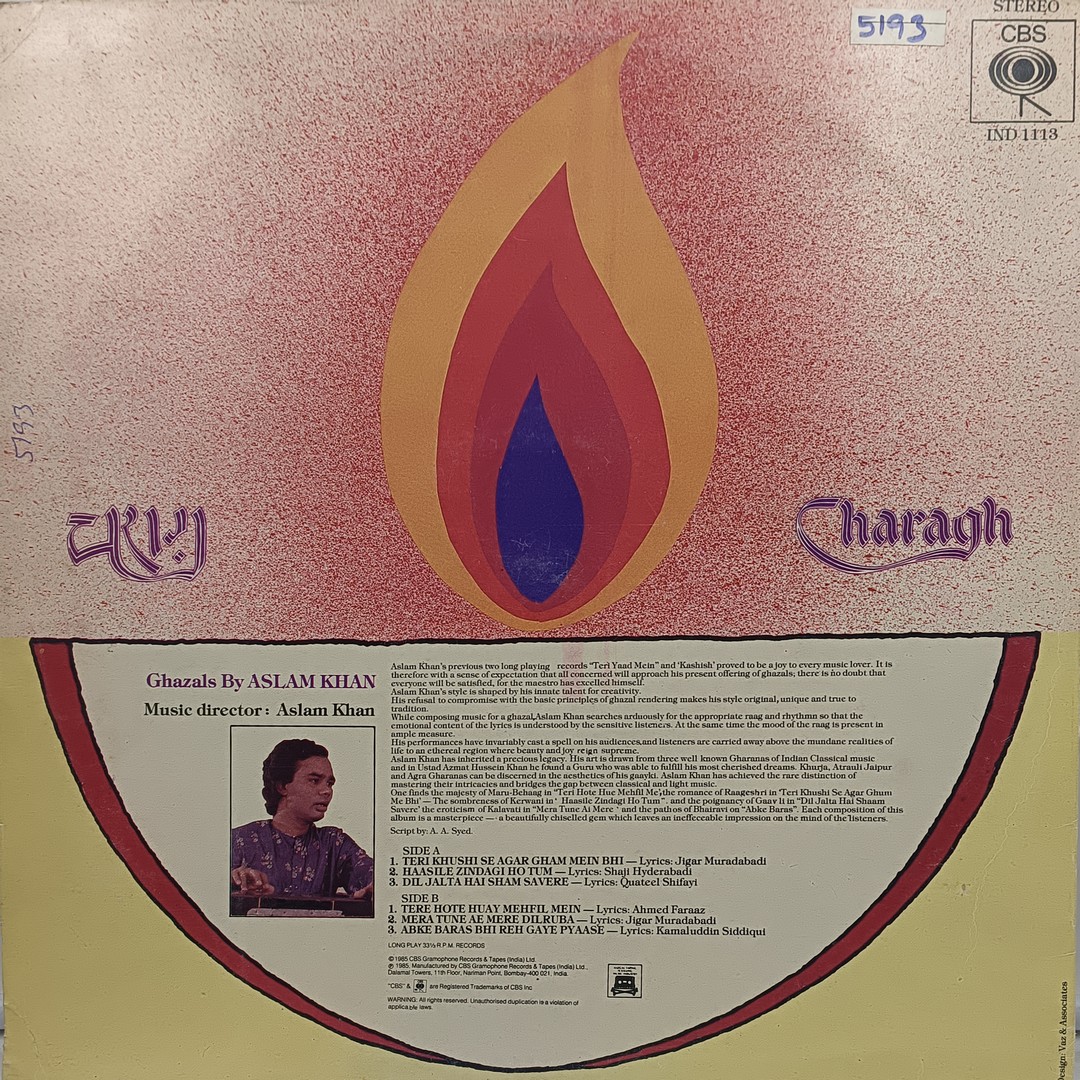 STEREO
5193
CBS
IND 1113
5193
चराग़
Charagh
Ghazals By ASLAM KHAN
Music director : Aslam Khan
Aslam Khan's previous two long playing records "Teri Yaad Mein" and 'Kashish' proved to be a joy to every music lover. It is
therefore with a sense of expectation that all concerned will approach his present offering of ghazals; there is no doubt that
everyone will be satisfied, for the maestro has excelled himself.
Aslam Khan's style is shaped by his innate talent for creativity.
His refusal to compromise with the basic principles of ghazal rendering makes his style original, unique and true to
tradition.
While composing music for a ghazal,Aslam Khan searches arduously for the appropriate raag and rhythmn so that the
emotional content of the lyrics is understood by the sensitive listeners. At the same time the mood of the raag is present in
ample measure.
His performances have invariably cast a spell on his audiences,and listeners are carried away above the mundane realities of
life to an ethereal region where beauty and joy reign supreme.
Aslam Khan has inherited a precious legacy. His art is drawn from three well known Gharanas of Indian Classical music
and in Ustad Azmat Hussein Khan he found a Guru who was able to fulfill his most cherished dreams. Khurja, Atrauli Jaipur
and Agra Gharanas can be discerned in the aesthetics of his gaayki. Aslam Khan has achieved the rare distinction of
mastering their intricacies and bridges the gap between classical and light music.
One finds the majesty of Maru-Behaag in "Teri Hote Hue Mehfil Me',the romance of Raageshri in 'Teri Khushi Se Agar Ghum
Me Bhi' — The sombreness of Kerwani in ' Haasile Zindagi Ho Tum" . and the poignancy of Gaavti in "Dil Jalta Hai Shaam
Savere' the eroticism of Kalavat in "Mera Tune Ai Mere ' and the pathos of Bhairavi on "Abke Baras". Each composition of this
album is a masterpiece — a beautifully chiselled gem which leaves an ineffeceable impression on the mind of the listeners.
Script by: A. A. Syed.
SIDE A
1. TERI KHUSHI SE AGAR GHAM MEIN BHI — Lyrics: Jigar Muradabadi
2. HAASILE ZINDAGI HO TUM — Lyrics: Shaji Hyderabadi
3. DIL JALTA HAI SHAM SAVERE — Lyrics: Quateel Shifayi
SIDE B
1. TERE HOTE HUAY MEHFIL MEIN — Lyrics: Ahmed Faraaz
2. MERA TUNE AE MERE DILRUBA — Lyrics: Jigar Muradabadi
3. ABKE BARAS BHI REH GAYE PYAASE — Lyrics: Kamaluddin Siddiqui
LONG PLAY 33⅓ R.P.M. RECORDS
© 1985 CBS Gramophone Records & Tapes (India) Ltd.
℗ 1985. Manufactured by CBS Gramophone Records & Tapes (India) Ltd.,
Dalamal Towers, 11th Floor, Nariman Point, Bombay-400 021. India.
"CBS" & are Registered Trademarks of CBS Inc
WARNING: All rights reserved. Unauthorised duplication is a violation of
applicable laws.
Design: Vaz & Associates